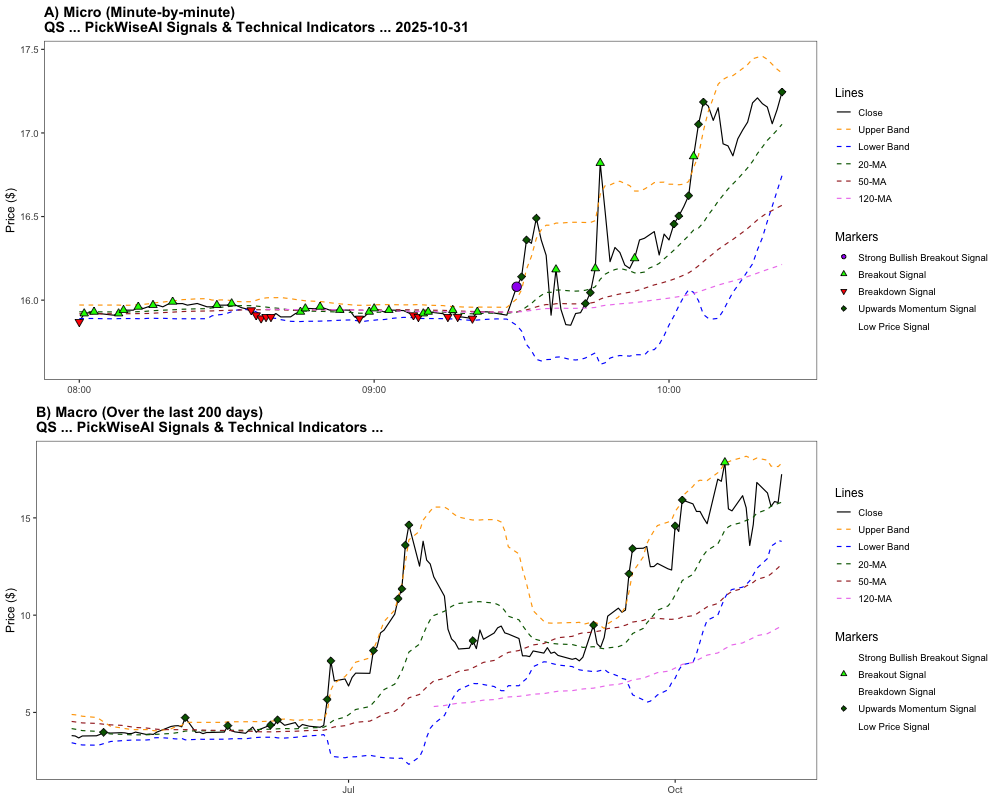 A) Micro (Minute-by-minute)
QS ... PickWiseAI Signals & Technical Indicators ... 2025-10-31
17.5
17.0
16.5
16.0
Price ($)
08:00
09:00
10:00
Lines
Close
Upper Band
Lower Band
20-MA
50-MA
120-MA
Markers
Strong Bullish Breakout Signal
Breakout Signal
Breakdown Signal
Upwards Momentum Signal
Low Price Signal
B) Macro (Over the last 200 days)
QS ... PickWiseAI Signals & Technical Indicators ...
15
10
5
Price ($)
Jul
Oct
Lines
Close
Upper Band
Lower Band
20-MA
50-MA
120-MA
Markers
Strong Bullish Breakout Signal
Breakout Signal
Breakdown Signal
Upwards Momentum Signal
Low Price Signal